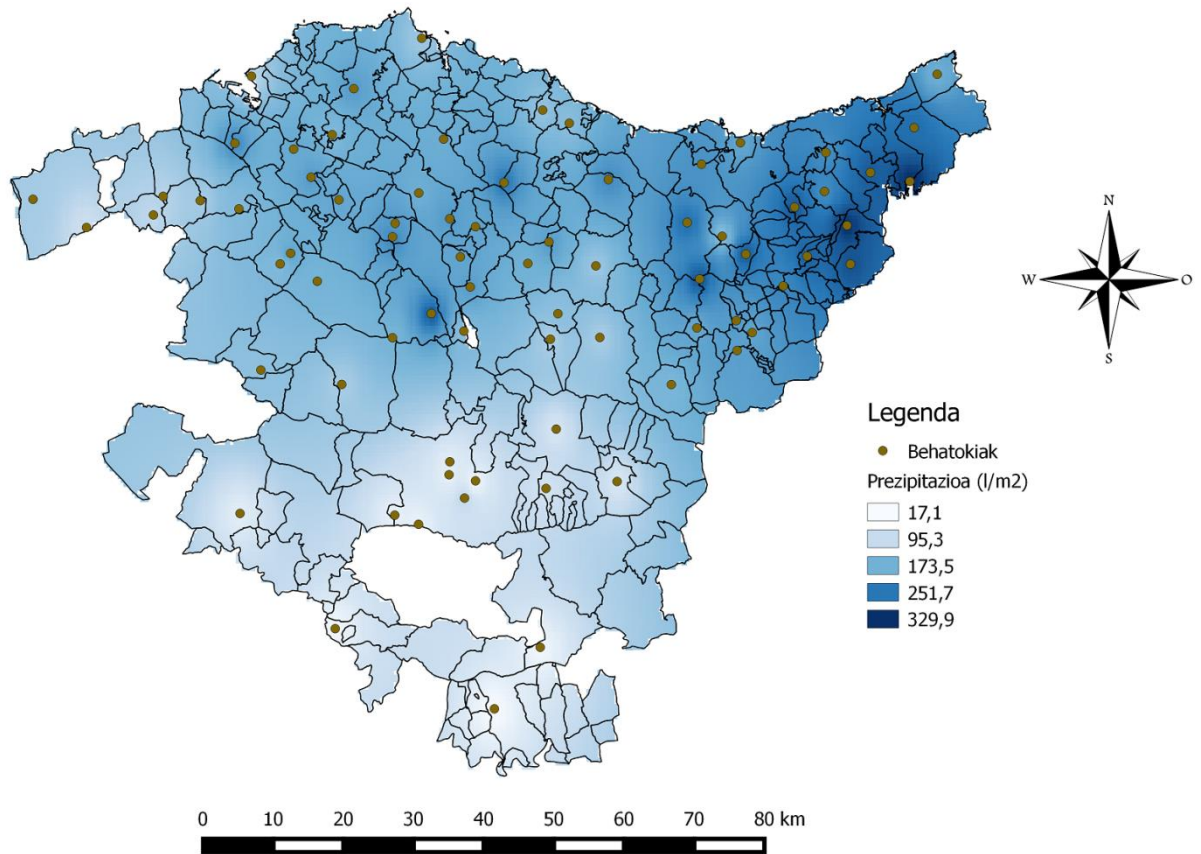 N
W O
S
Legenda
Behatokiak
Prezipitazioa (l/m2)
17,1
95,3
173,5
251,7
329,9
0 10 20 30 40 50 60 70 80 km